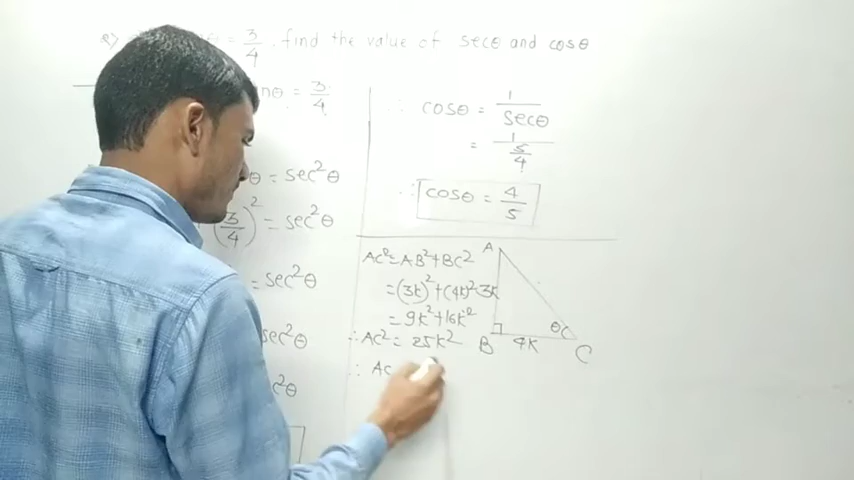 e) nθ = 3/4 . find the value of secθ and cosθ
nθ = 3/4
θ = sec²θ
(3/4)² = sec²θ
= sec²θ
sec²θ
c²θ
∴ cosθ = 1/secθ
= 1/(5/4)
∴ cosθ = 4/5
AC² = AB² + BC²
= (3k)² + (4k)²
= 9k² + 16k²
∴ AC² = 25k²
∴ AC
A
3k
B
4k
θ
C